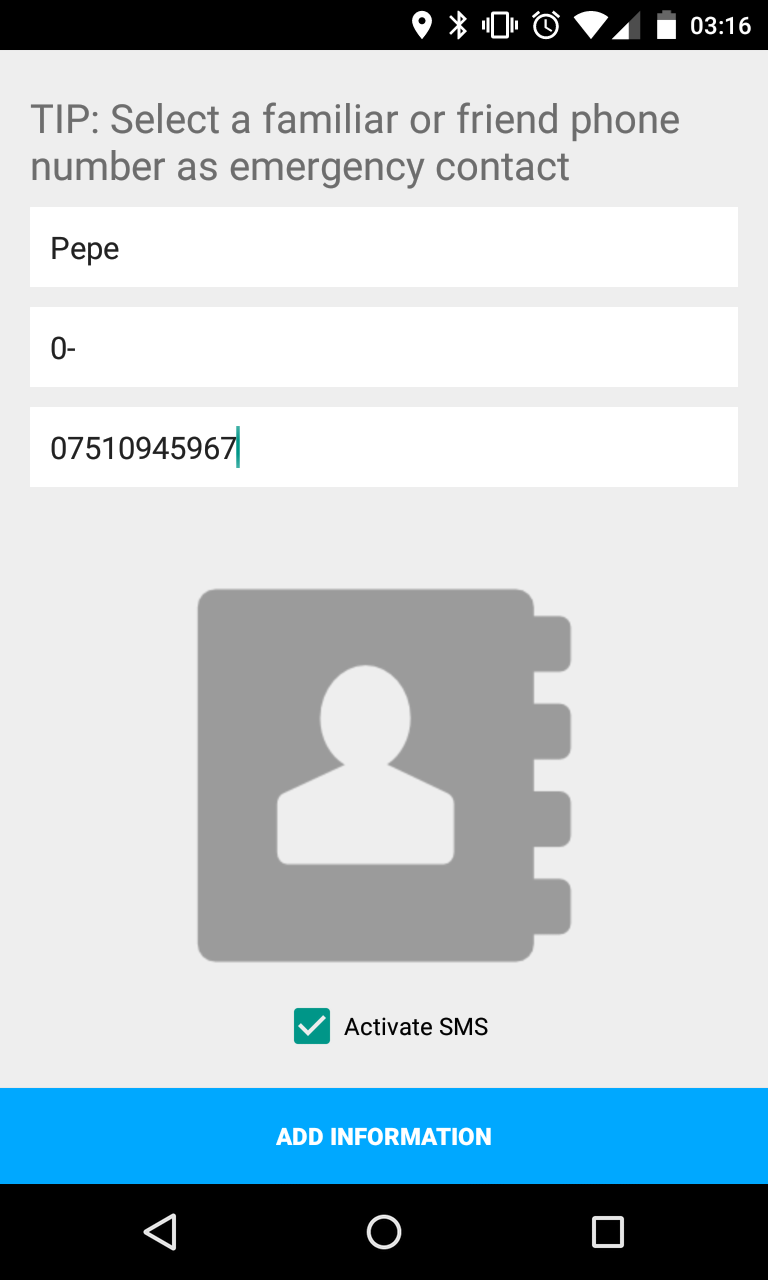 03:16
TIP: Select a familiar or friend phone
number as emergency contact
Pepe
0-
07510945967
Activate SMS
ADD INFORMATION